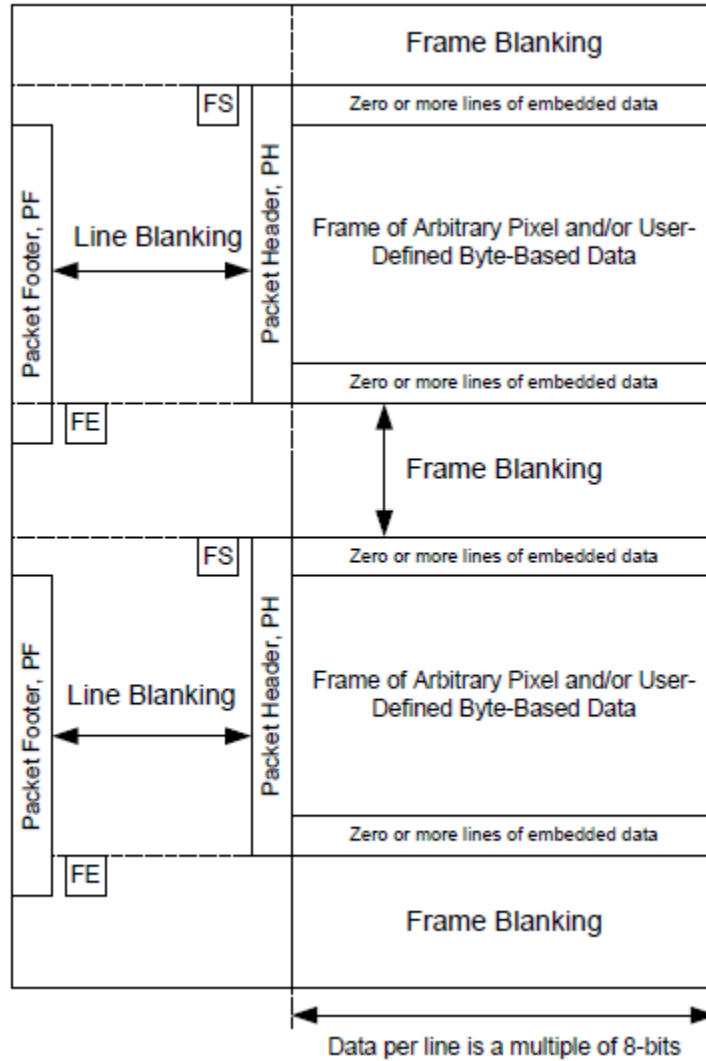 Frame Blanking
FS
Zero or more lines of embedded data
Packet Footer, PF
Line Blanking
Packet Header, PH
Frame of Arbitrary Pixel and/or User-
Defined Byte-Based Data
Zero or more lines of embedded data
FE
Frame Blanking
FS
Zero or more lines of embedded data
Packet Footer, PF
Line Blanking
Packet Header, PH
Frame of Arbitrary Pixel and/or User-
Defined Byte-Based Data
Zero or more lines of embedded data
FE
Frame Blanking
Data per line is a multiple of 8-bits